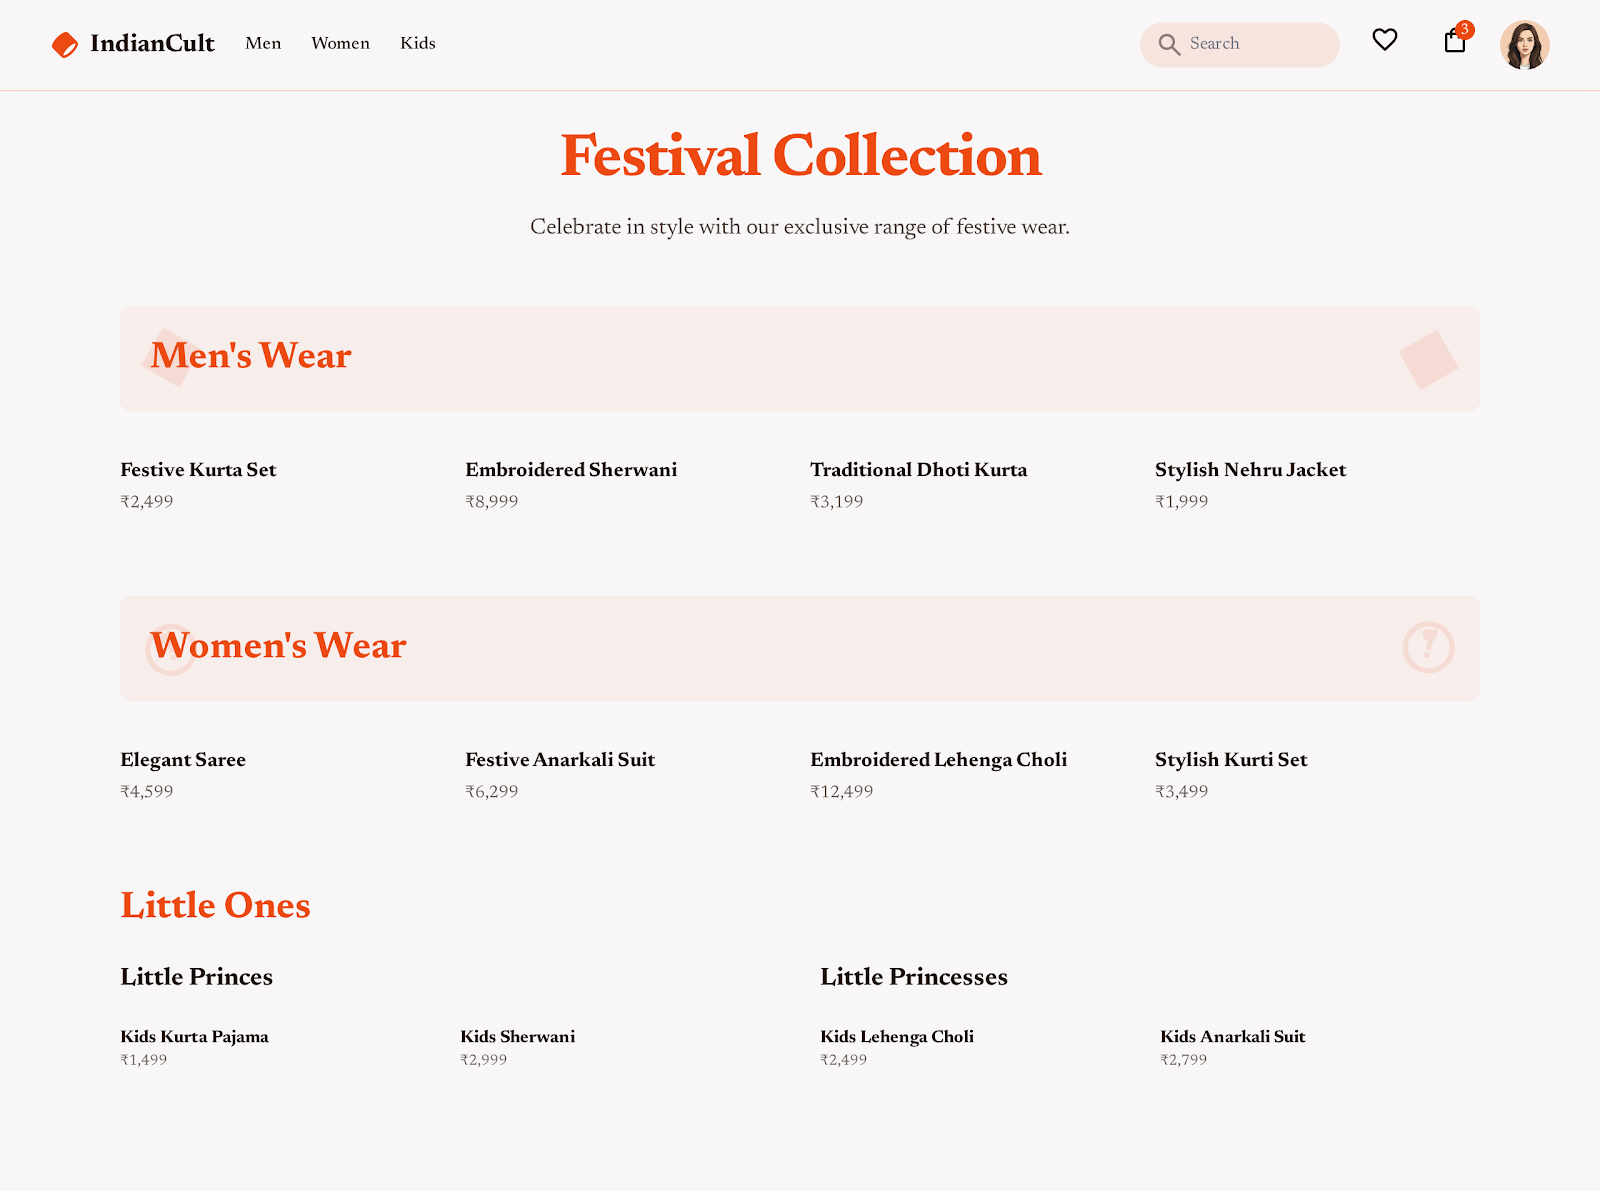 IndianCult Men Women Kids Search 3
Festival Collection
Celebrate in style with our exclusive range of festive wear.
Men's Wear
Festive Kurta Set Embroidered Sherwani Traditional Dhoti Kurta Stylish Nehru Jacket
₹2,499 ₹8,999 ₹3,199 ₹1,999
Women's Wear
Elegant Saree Festive Anarkali Suit Embroidered Lehenga Choli Stylish Kurti Set
₹4,599 ₹6,299 ₹12,499 ₹3,499
Little Ones
Little Princes Little Princesses
Kids Kurta Pajama Kids Sherwani Kids Lehenga Choli Kids Anarkali Suit
₹1,499 ₹2,999 ₹2,499 ₹2,799